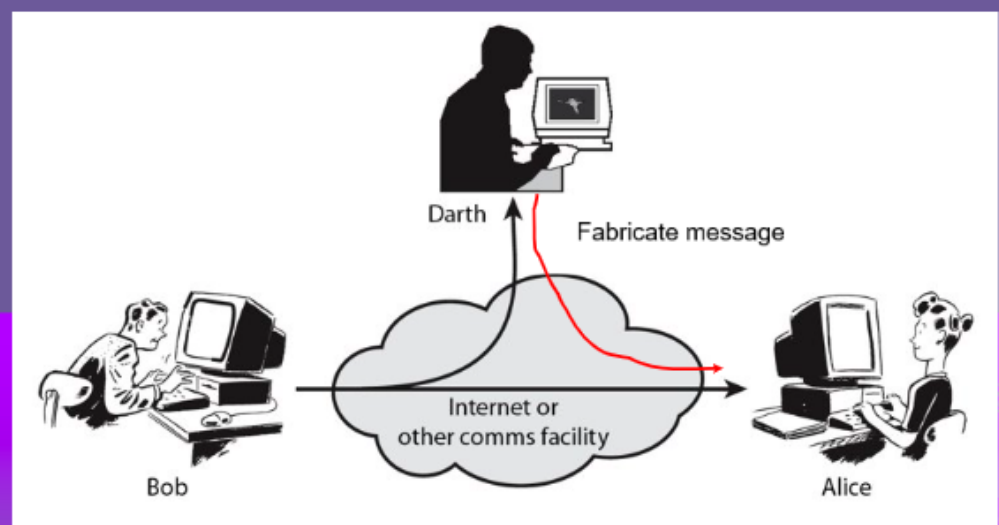 Darth
Fabricate message
Internet or
other comms facility
Bob
Alice